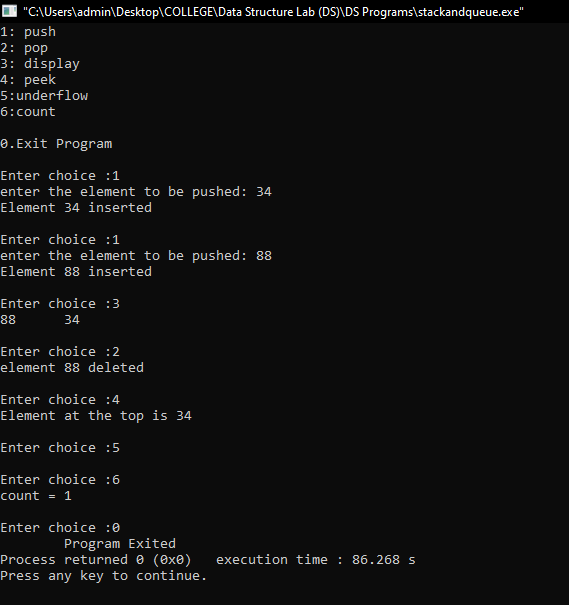 "C:\Users\admin\Desktop\COLLEGE\Data Structure Lab (DS)\DS Programs\stackandqueue.exe"
1: push
2: pop
3: display
4: peek
5:underflow
6:count
0.Exit Program
Enter choice :1
enter the element to be pushed: 34
Element 34 inserted
Enter choice :1
enter the element to be pushed: 88
Element 88 inserted
Enter choice :3
88      34
Enter choice :2
element 88 deleted
Enter choice :4
Element at the top is 34
Enter choice :5
Enter choice :6
count = 1
Enter choice :0
        Program Exited
Process returned 0 (0x0)   execution time : 86.268 s
Press any key to continue.